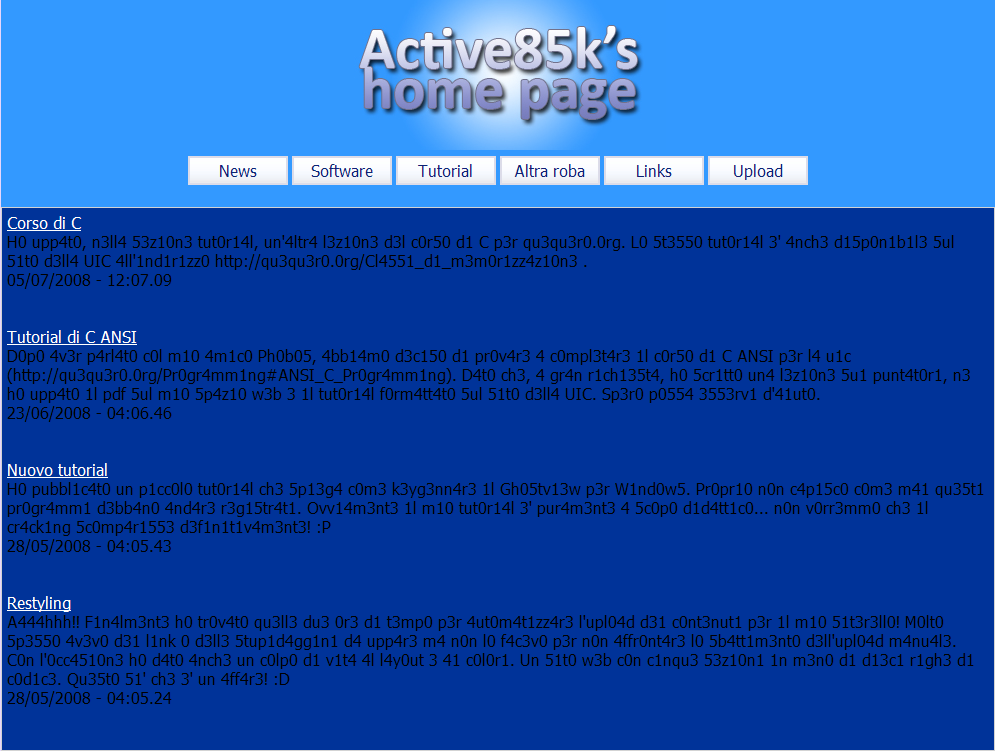 Active85k's
home page
News Software Tutorial Altra roba Links Upload
Corso di C
H0 upp4t0, n3ll4 53z10n3 tut0r14l, un'4ltr4 l3z10n3 d3l c0r50 d1 C p3r qu3qu3r0.0rg. L0 5t3550 tut0r14l 3' 4nch3 d15p0n1b1l3 5ul
51t0 d3ll4 UIC 4ll'1nd1r1zz0 http://qu3qu3r0.0rg/Cl4551_d1_m3m0r1zz4z10n3 .
05/07/2008 - 12:07.09
Tutorial di C ANSI
D0p0 4v3r p4rl4t0 c0l m10 4m1c0 Ph0b05, 4bb14m0 d3c150 d1 pr0v4r3 4 c0mpl3t4r3 1l c0r50 d1 C ANSI p3r l4 u1c
(http://qu3qu3r0.0rg/Pr0gr4mm1ng#ANSI_C_Pr0gr4mm1ng). D4t0 ch3, 4 gr4n r1ch135t4, h0 5cr1tt0 un4 l3z10n3 5u1 punt4t0r1, n3
h0 upp4t0 1l pdf 5ul m10 5p4z10 w3b 3 1l tut0r14l f0rm4tt4t0 5ul 51t0 d3ll4 UIC. Sp3r0 p0554 3553rv1 d'41ut0.
23/06/2008 - 04:06.46
Nuovo tutorial
H0 pubbl1c4t0 un p1cc0l0 tut0r14l ch3 5p13g4 c0m3 k3yg3nn4r3 1l Gh05tv13w p3r W1nd0w5. Pr0pr10 n0n c4p15c0 c0m3 m41 qu35t1
pr0gr4mm1 d3bb4n0 4nd4r3 r3g15tr4t1. Ovv14m3nt3 1l m10 tut0r14l 3' pur4m3nt3 4 5c0p0 d1d4tt1c0... n0n v0rr3mm0 ch3 1l
cr4ck1ng 5c0mp4r1553 d3f1n1t1v4m3nt3! :P
28/05/2008 - 04:05.43
Restyling
A444hhh!! F1n4lm3nt3 h0 tr0v4t0 qu3ll3 du3 0r3 d1 t3mp0 p3r 4ut0m4t1zz4r3 l'upl04d d31 c0nt3nut1 p3r 1l m10 51t3r3ll0! M0lt0
5p3550 4v3v0 d31 l1nk 0 d3ll3 5tup1d4gg1n1 d4 upp4r3 m4 n0n l0 f4c3v0 p3r n0n 4ffr0nt4r3 l0 5b4tt1m3nt0 d3ll'upl04d m4nu4l3.
C0n l'0cc4510n3 h0 d4t0 4nch3 un c0lp0 d1 v1t4 4l l4y0ut 3 41 c0l0r1. Un 51t0 w3b c0n c1nqu3 53z10n1 1n m3n0 d1 d13c1 r1gh3 d1
c0d1c3. Qu35t0 51' ch3 3' un 4ff4r3! :D
28/05/2008 - 04:05.24